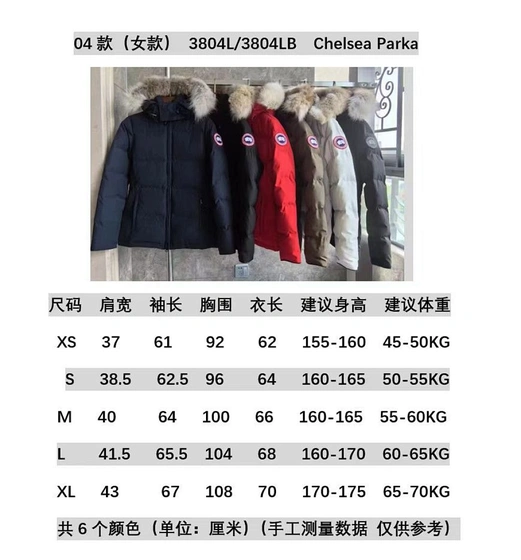 04 款（女款） 3804L/3804LB Chelsea Parka
尺码 肩宽 袖长 胸围 衣长 建议身高 建议体重
XS 37 61 92 62 155-160 45-50KG
S 38.5 62.5 96 64 160-165 50-55KG
M 40 64 100 66 160-165 55-60KG
L 41.5 65.5 104 68 160-170 60-65KG
XL 43 67 108 70 170-175 65-70KG
共 6 个颜色（单位：厘米）（手工测量数据 仅供参考）